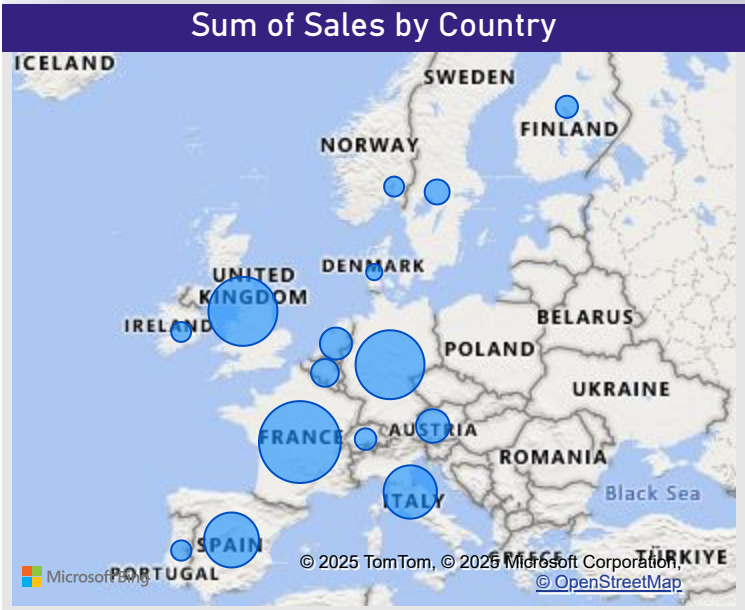 Sum of Sales by Country
ICELAND
SWEDEN
FINLAND
NORWAY
DENMARK
UNITED
KINGDOM
IRELAND
BELARUS
POLAND
UKRAINE
FRANCE
AUSTRIA
ROMANIA
ITALY
Black Sea
SPAIN
PORTUGAL
GREECE
TÜRKIYE
Microsoft Bing
© 2025 TomTom, © 2025 Microsoft Corporation,
© OpenStreetMap